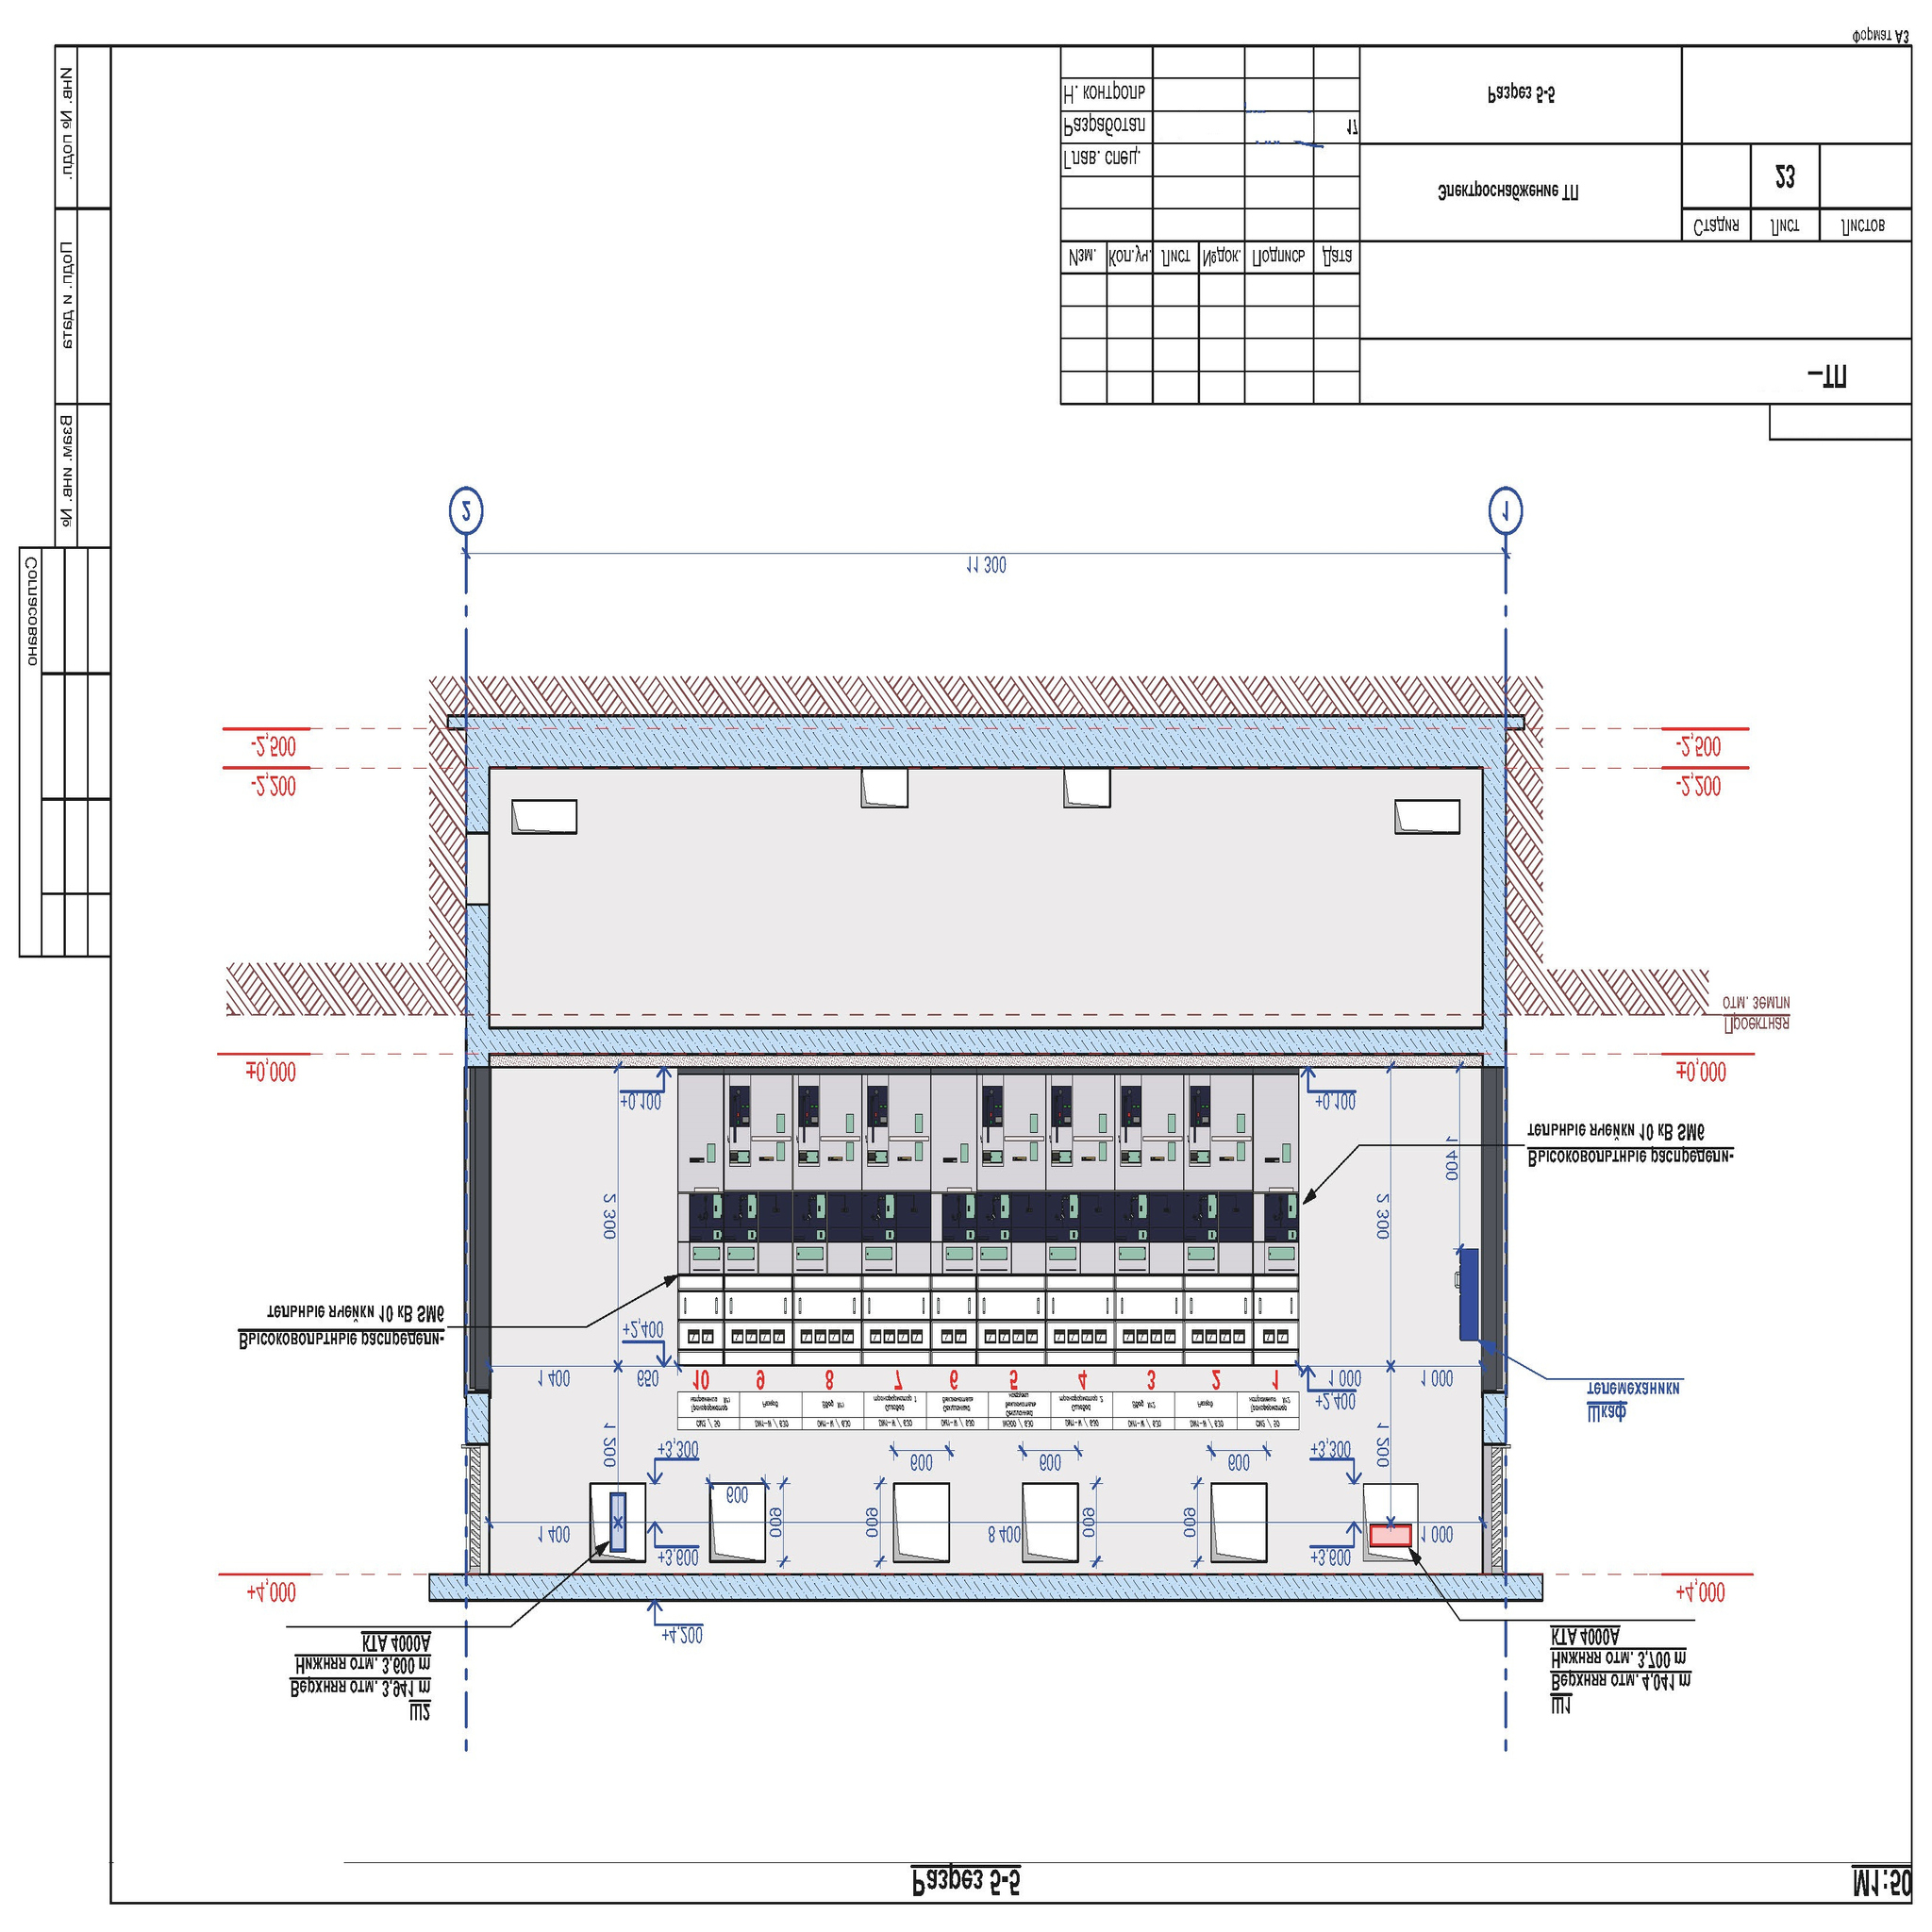 Разрез 5-5
М1:50
Ш2
Верхняя отм. 3,941 m
Нижняя отм. 3,600 m
КТА 4000А
Ш1
Верхняя отм. 4,041 m
Нижняя отм. 3,700 m
КТА 4000А
+4,200
+4,000
+4,000
+3,600
+3,600
1 400
8 400
1 000
600
600
600
600
600
600
600
600
+3,300
+3,300
1 200
1 200
10
9
8
7
6
5
4
3
2
1
1 400
650
1 000
1 000
+2,400
+2,400
Шкаф
телемеханики
Высоковольтные распредели-
тельные ячейки 10 кВ SM6
Высоковольтные распредели-
тельные ячейки 10 кВ SM6
2 300
2 300
1 400
+0,100
+0,100
±0,000
±0,000
Проектная
отм. земли
-2,200
-2,200
-2,500
-2,500
11 300
2
1
Согласовано
Взам. инв. №
Подп. и дата
Инв. № подл.
–ТП
Изм.
Кол.уч.
Лист
№док.
Подпись
Дата
Глав. спец.
Разработал
17
Н. контроль
Электроснабжение ТП
Стадия
Лист
Листов
23
Разрез 5-5
Формат А3